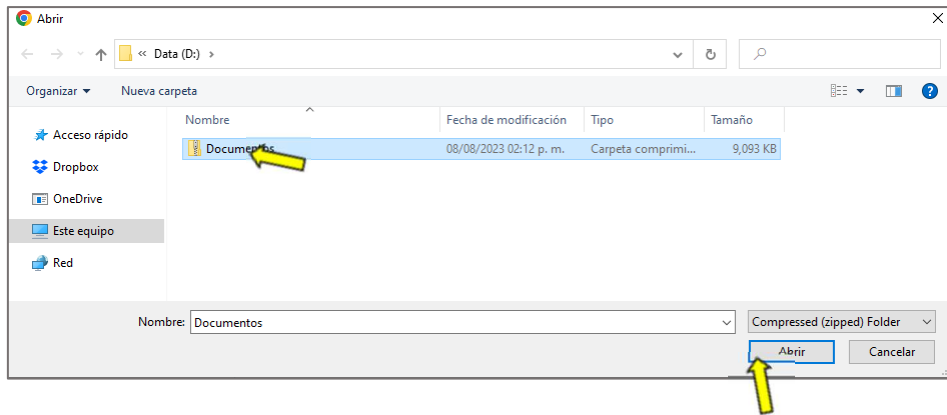 Abrir
« Data (D:) ›
Organizar Nueva carpeta
Nombre Fecha de modificación Tipo Tamaño
Acceso rápido
Documentos 08/08/2023 02:12 p. m. Carpeta comprimi... 9,093 KB
Dropbox
OneDrive
Este equipo
Red
Nombre: Documentos Compressed (zipped) Folder
Abrir Cancelar